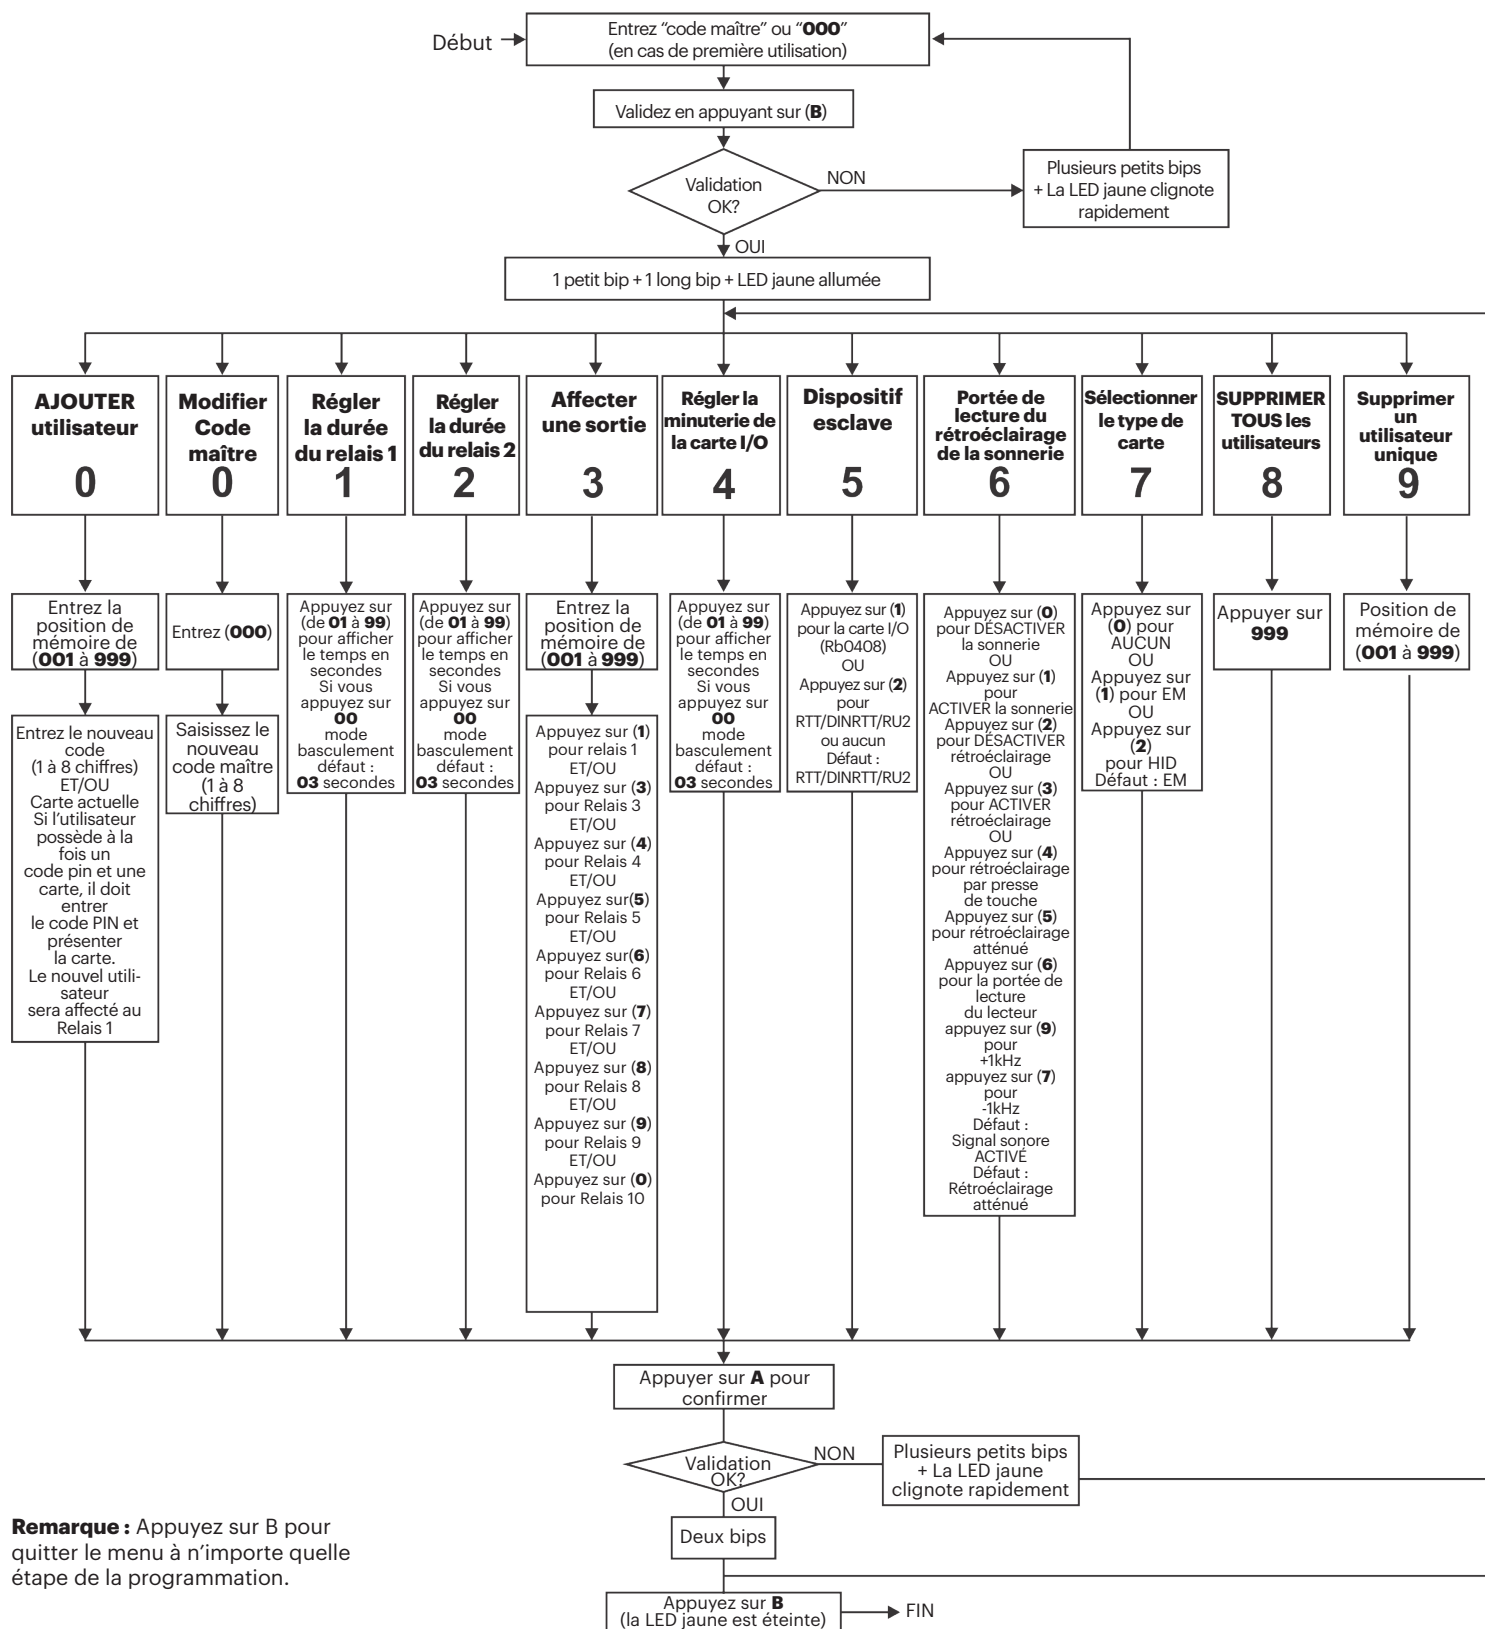 Début
Entrez “code maître” ou “000”
(en cas de première utilisation)
Validez en appuyant sur (B)
Validation
OK?
NON
Plusieurs petits bips
+ La LED jaune clignote
rapidement
OUI
1 petit bip + 1 long bip + LED jaune allumée
AJOUTER
utilisateur
0
Modifier
Code
maître
0
Régler
la durée
du relais 1
1
Régler
la durée
du relais 2
2
Affecter
une sortie
3
Régler la
minuterie de
la carte I/O
4
Dispositif
esclave
5
Portée de
lecture du
rétroéclairage
de la sonnerie
6
Sélectionner
le type de
carte
7
SUPPRIMER
TOUS les
utilisateurs
8
Supprimer
un
utilisateur
unique
9
Entrez la
position de
mémoire de
(001 à 999)
Entrez le nouveau
code
(1 à 8 chiffres)
ET/OU
Carte actuelle
Si l’utilisateur
possède à la
fois un
code pin et une
carte, il doit
entrer
le code PIN et
présenter
la carte.
Le nouvel utili-
sateur
sera affecté au
Relais 1
Entrez (000)
Saisissez le
nouveau
code maître
(1 à 8
chiffres)
Appuyez sur
(de 01 à 99)
pour afficher
le temps en
secondes
Si vous
appuyez sur
00
mode
basculement
défaut :
03 secondes
Appuyez sur
(de 01 à 99)
pour afficher
le temps en
secondes
Si vous
appuyez sur
00
mode
basculement
défaut :
03 secondes
Entrez la
position de
mémoire de
(001 à 999)
Appuyez sur (1)
pour relais 1
ET/OU
Appuyez sur (3)
pour Relais 3
ET/OU
Appuyez sur (4)
pour Relais 4
ET/OU
Appuyez sur(5)
pour Relais 5
ET/OU
Appuyez sur(6)
pour Relais 6
ET/OU
Appuyez sur (7)
pour Relais 7
ET/OU
Appuyez sur (8)
pour Relais 8
ET/OU
Appuyez sur (9)
pour Relais 9
ET/OU
Appuyez sur (0)
pour Relais 10
Appuyez sur
(de 01 à 99)
pour afficher
le temps en
secondes
Si vous
appuyez sur
00
mode
basculement
défaut :
03 secondes
Appuyez sur (1)
pour la carte I/O
(Rb0408)
OU
Appuyez sur (2)
pour
RTT/DINRTT/RU2
ou aucun
Défaut :
RTT/DINRTT/RU2
Appuyez sur (0)
pour DÉSACTIVER
la sonnerie
OU
Appuyez sur (1)
pour
ACTIVER la sonnerie
Appuyez sur (2)
pour DÉSACTIVER
rétroéclairage
OU
Appuyez sur (3)
pour ACTIVER
rétroéclairage
OU
Appuyez sur (4)
pour rétroéclairage
par presse
de touche
Appuyez sur (5)
pour rétroéclairage
atténué
Appuyez sur (6)
pour la portée de
lecture
du lecteur
appuyez sur (9)
pour
+1kHz
appuyez sur (7)
pour
-1kHz
Défaut :
Signal sonore
ACTIVÉ
Défaut :
Rétroéclairage
atténué
Appuyez sur
(0) pour
AUCUN
OU
Appuyez sur
(1) pour EM
OU
Appuyez sur
(2)
pour HID
Défaut : EM
Appuyer sur
999
Position de
mémoire de
(001 à 999)
Appuyer sur A pour
confirmer
Validation
OK?
NON
Plusieurs petits bips
+ La LED jaune
clignote rapidement
OUI
Deux bips
Appuyez sur B
(la LED jaune est éteinte)
FIN
Remarque : Appuyez sur B pour
quitter le menu à n’importe quelle
étape de la programmation.